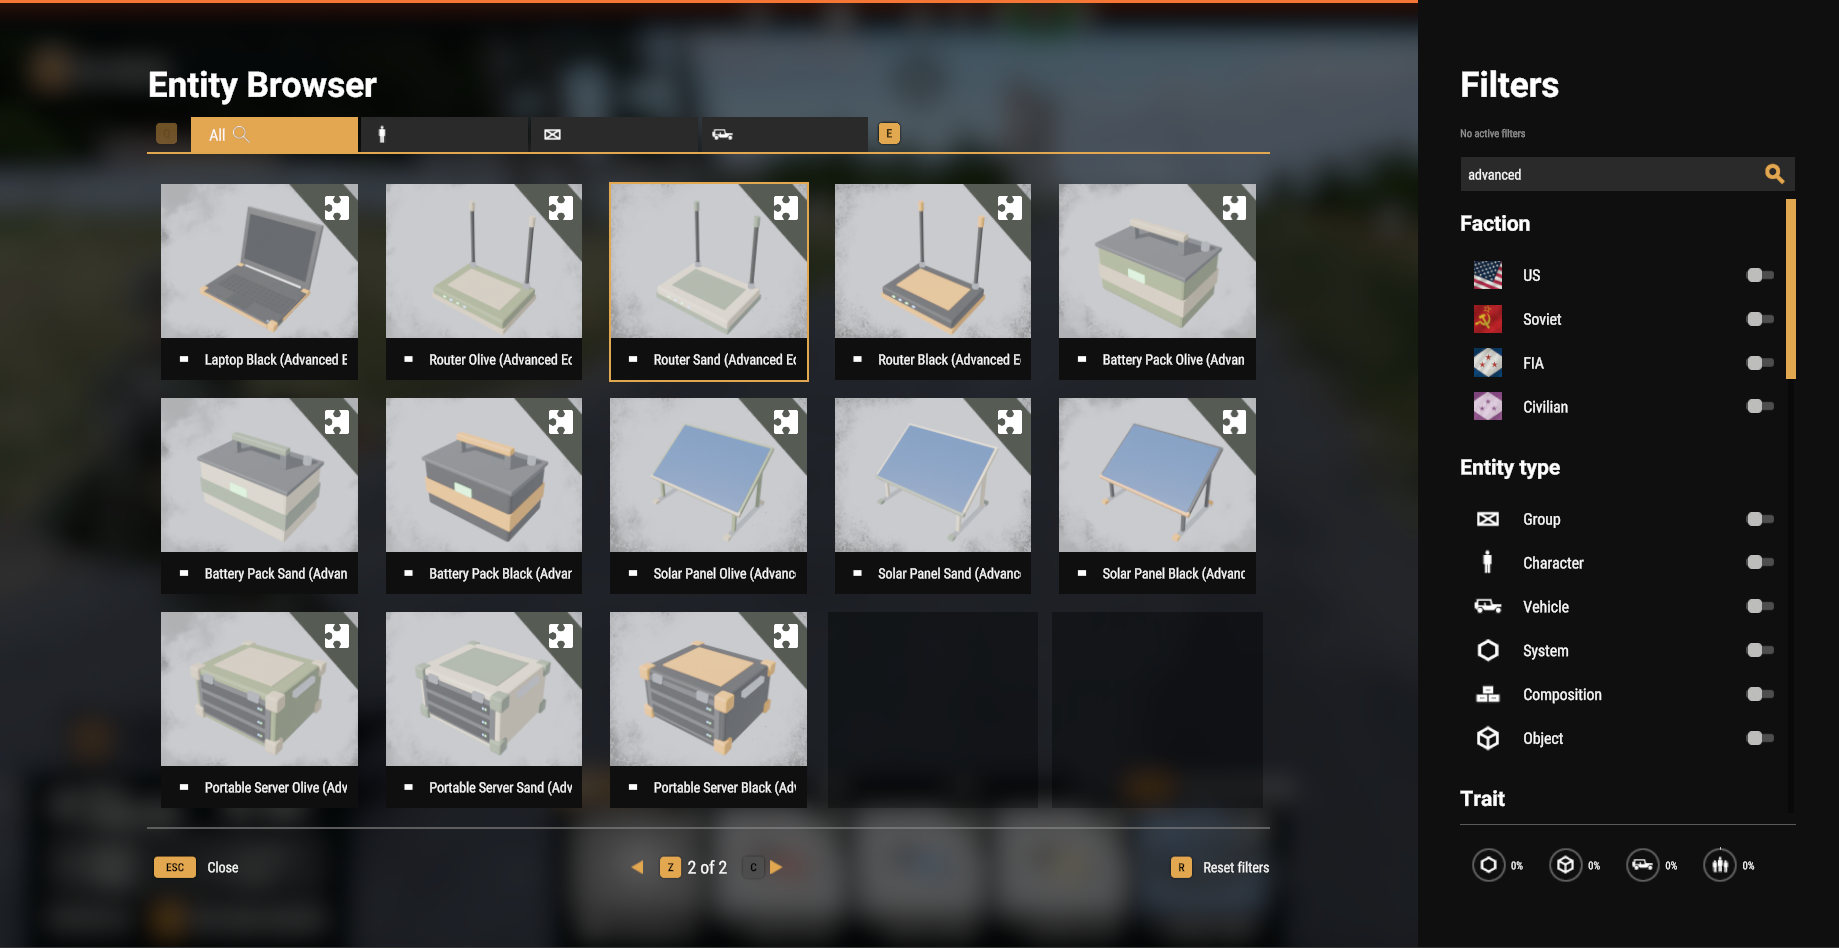 Entity Browser
All
E
Laptop Black (Advanced E
Router Olive (Advanced Ec
Router Sand (Advanced Ec
Router Black (Advanced E
Battery Pack Olive (Advan
Battery Pack Sand (Advan
Battery Pack Black (Advan
Solar Panel Olive (Advanc
Solar Panel Sand (Advanc
Solar Panel Black (Advanc
Portable Server Olive (Adv
Portable Server Sand (Adv
Portable Server Black (Adv
ESC Close
Z 2 of 2 C
R Reset filters
Filters
No active filters
advanced
Faction
US
Soviet
FIA
Civilian
Entity type
Group
Character
Vehicle
System
Composition
Object
Trait
0% 0% 0% 0%